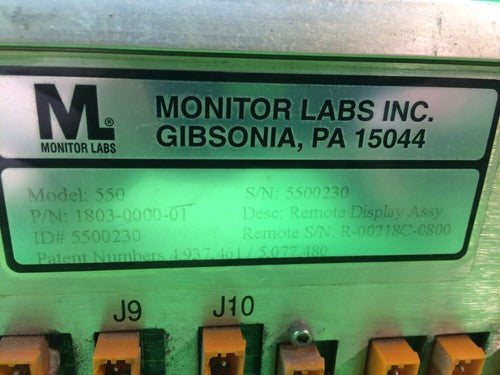 ML®
MONITOR LABS
MONITOR LABS INC.
GIBSONIA, PA 15044
Model: 550 S/N: 5500230
P/N: 1803-0000-01 Desc: Remote Display Assy
ID# 5500230 Remote S/N: R-00218C-0800
Patent Numbers 4,937,461 / 5,077,480
J9 J10